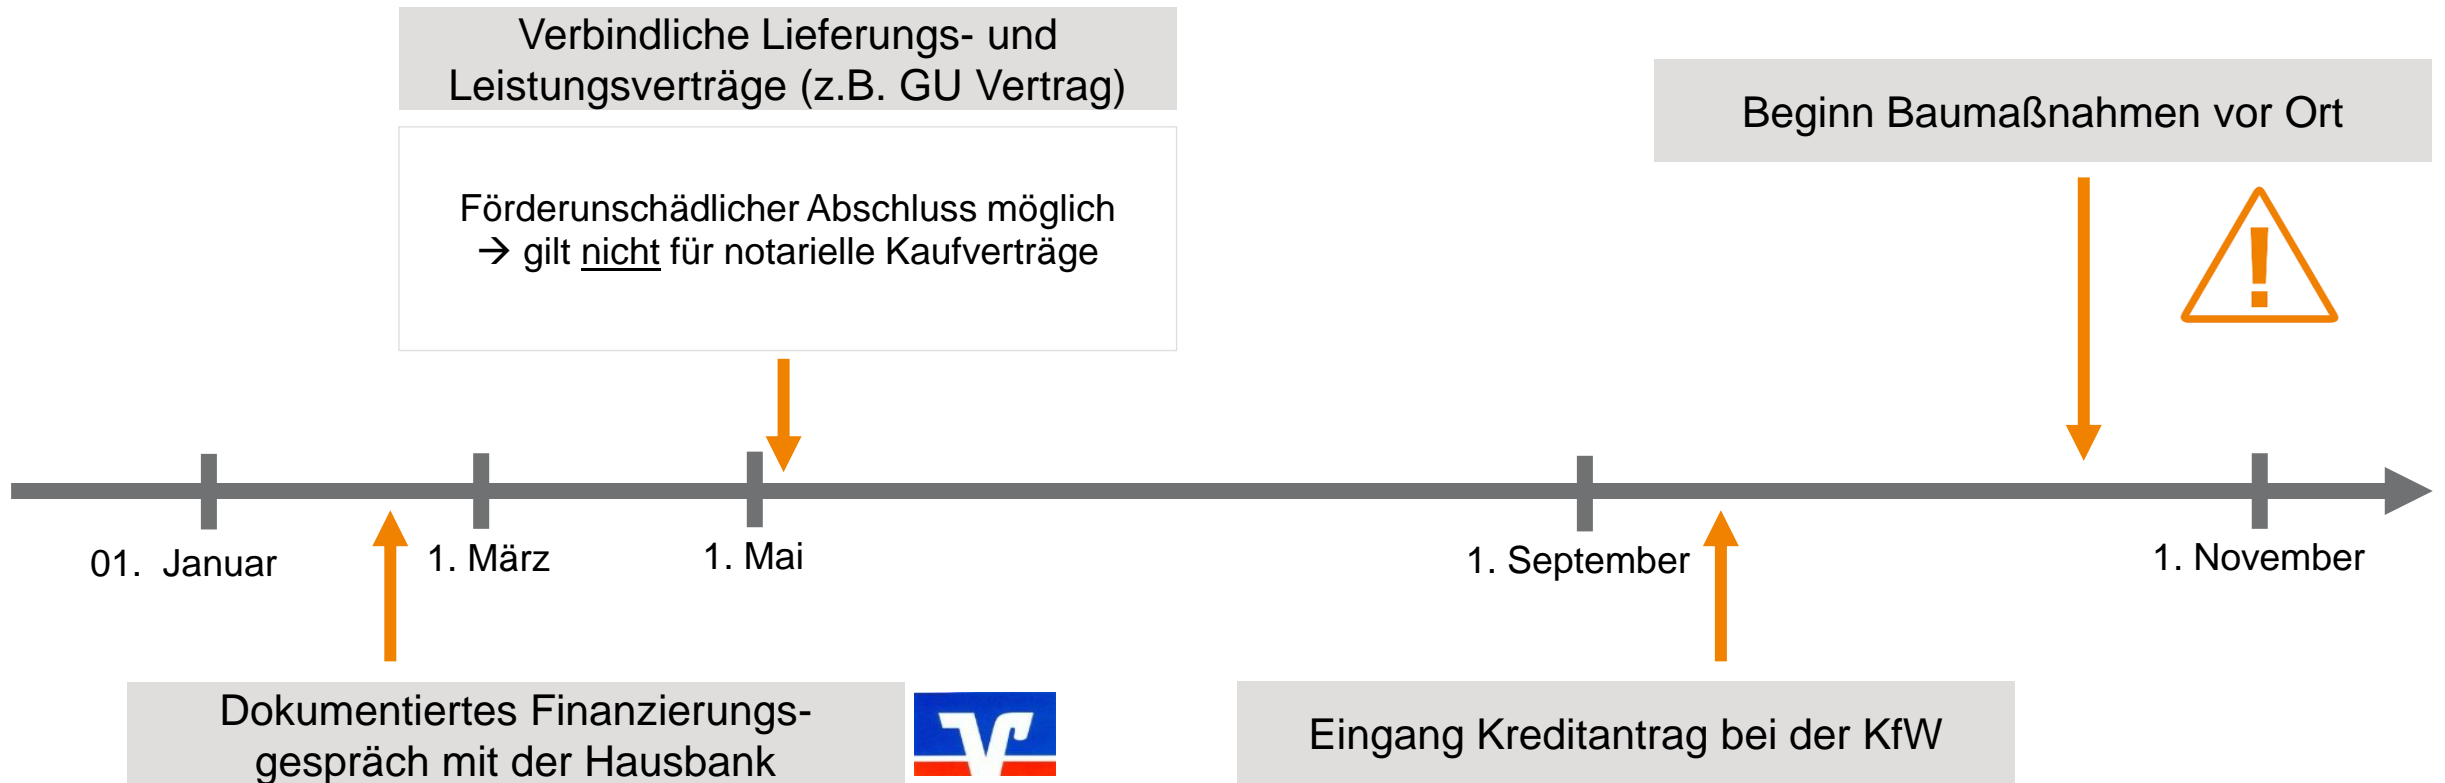 Verbindliche Lieferungs- und
Leistungsverträge (z.B. GU Vertrag)
Förderunschädlicher Abschluss möglich
→ gilt nicht für notarielle Kaufverträge
Beginn Baumaßnahmen vor Ort
!
01. Januar
1. März
1. Mai
1. September
1. November
Dokumentiertes Finanzierungs-
gespräch mit der Hausbank
Eingang Kreditantrag bei der KfW